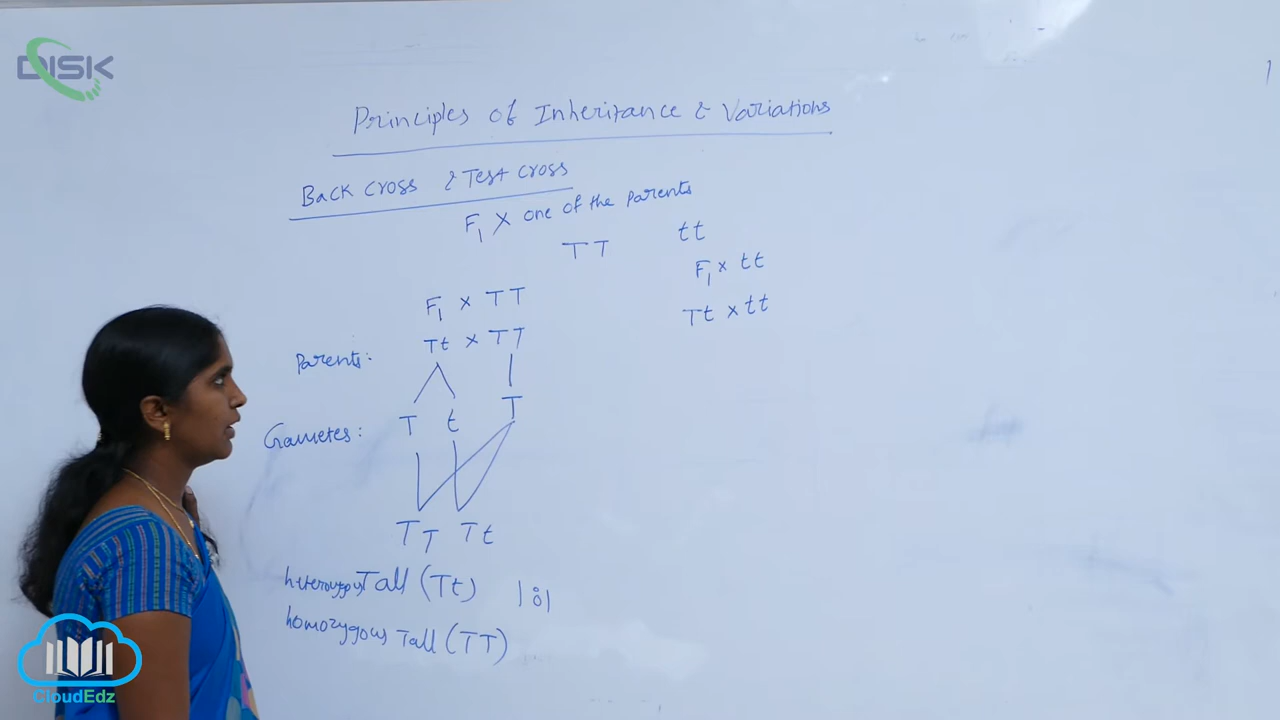 DISK
Principles of Inheritance & Variations
Back cross & Test cross
F1 × one of the parents
TT tt
F1 × tt
Tt × tt
F1 × TT
Parents: Tt × TT
Gametes: T t T
TT Tt
Tall (Tt) 1:1
homozygous Tall (TT)
CloudEdz